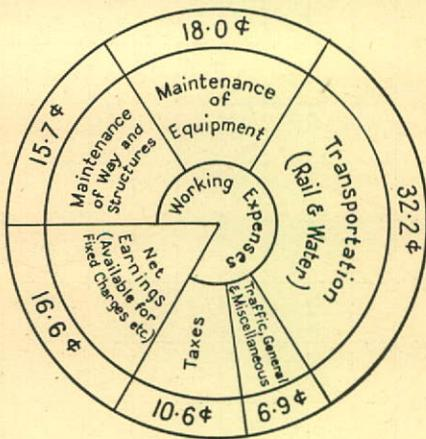 18·0 ¢
Maintenance
of
Equipment
32·2 ¢
Transportation
(Rail & Water)
6·9 ¢
Traffic, General
& Miscellaneous
10·6 ¢
Taxes
16·6 ¢
Net
Earnings
(Available for
Fixed Charges etc)
15·7 ¢
Maintenance
of Way and
Structures
Working Expenses